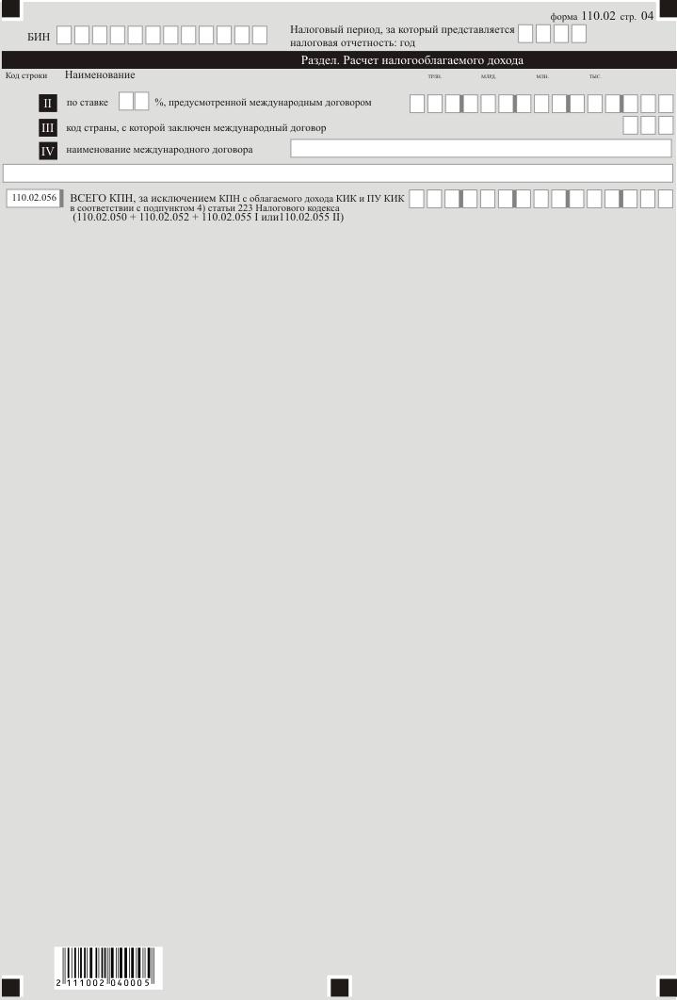 форма 110.02 стр. 04
БИН
Налоговый период, за который представляется
налоговая отчетность: год
Раздел. Расчет налогооблагаемого дохода
Код строки Наименование трлн. млрд. млн. тыс.
II по ставке %, предусмотренной международным договором
III код страны, с которой заключен международный договор
IV наименование международного договора
110.02.056 ВСЕГО КПН, за исключением КПН с облагаемого дохода КИК и ПУ КИК
в соответствии с подпунктом 4) статьи 223 Налогового кодекса
(110.02.050 + 110.02.052 + 110.02.055 I или110.02.055 II)
2 111002 040005